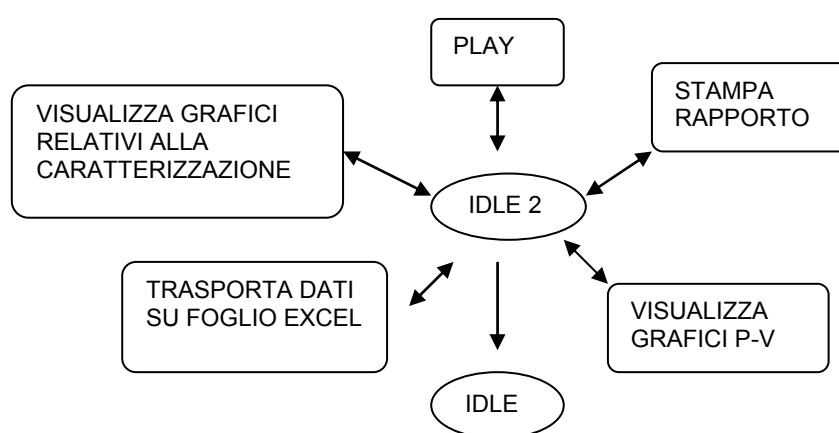 PLAY
VISUALIZZA GRAFICI
RELATIVI ALLA
CARATTERIZZAZIONE
STAMPA
RAPPORTO
IDLE 2
TRASPORTA DATI
SU FOGLIO EXCEL
VISUALIZZA
GRAFICI P-V
IDLE